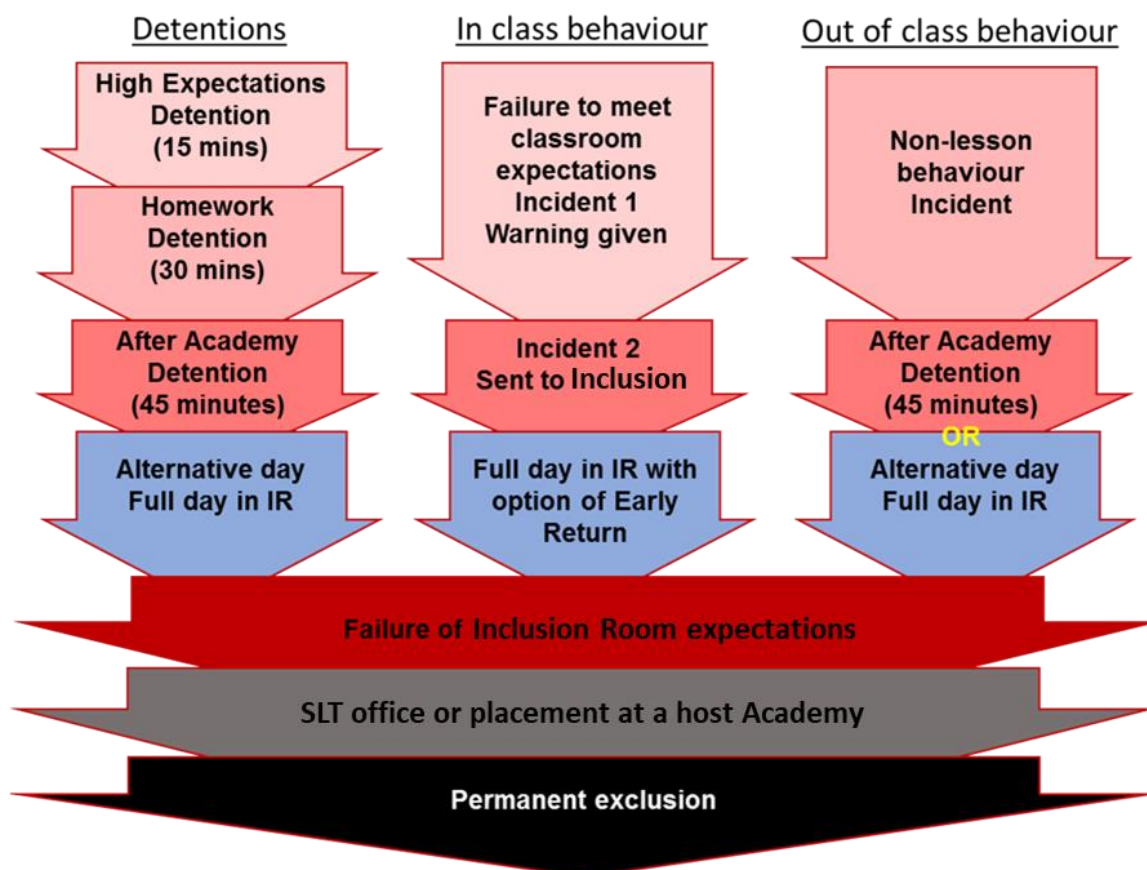 Detentions
High Expectations
Detention
(15 mins)
Homework
Detention
(30 mins)
After Academy
Detention
(45 minutes)
Alternative day
Full day in IR
In class behaviour
Failure to meet
classroom
expectations
Incident 1
Warning given
Incident 2
Sent to Inclusion
Full day in IR with
option of Early
Return
Out of class behaviour
Non-lesson
behaviour
Incident
After Academy
Detention
(45 minutes)
OR
Alternative day
Full day in IR
Failure of Inclusion Room expectations
SLT office or placement at a host Academy
Permanent exclusion